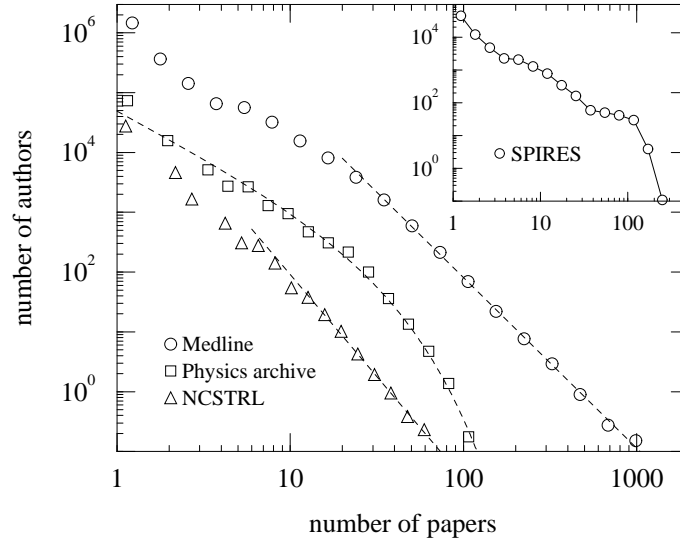 10^6
10^4
10^2
10^0
number of authors
1
10
100
1000
number of papers
Medline
Physics archive
NCSTRL
10^4
10^2
10^0
1
10
100
SPIRES